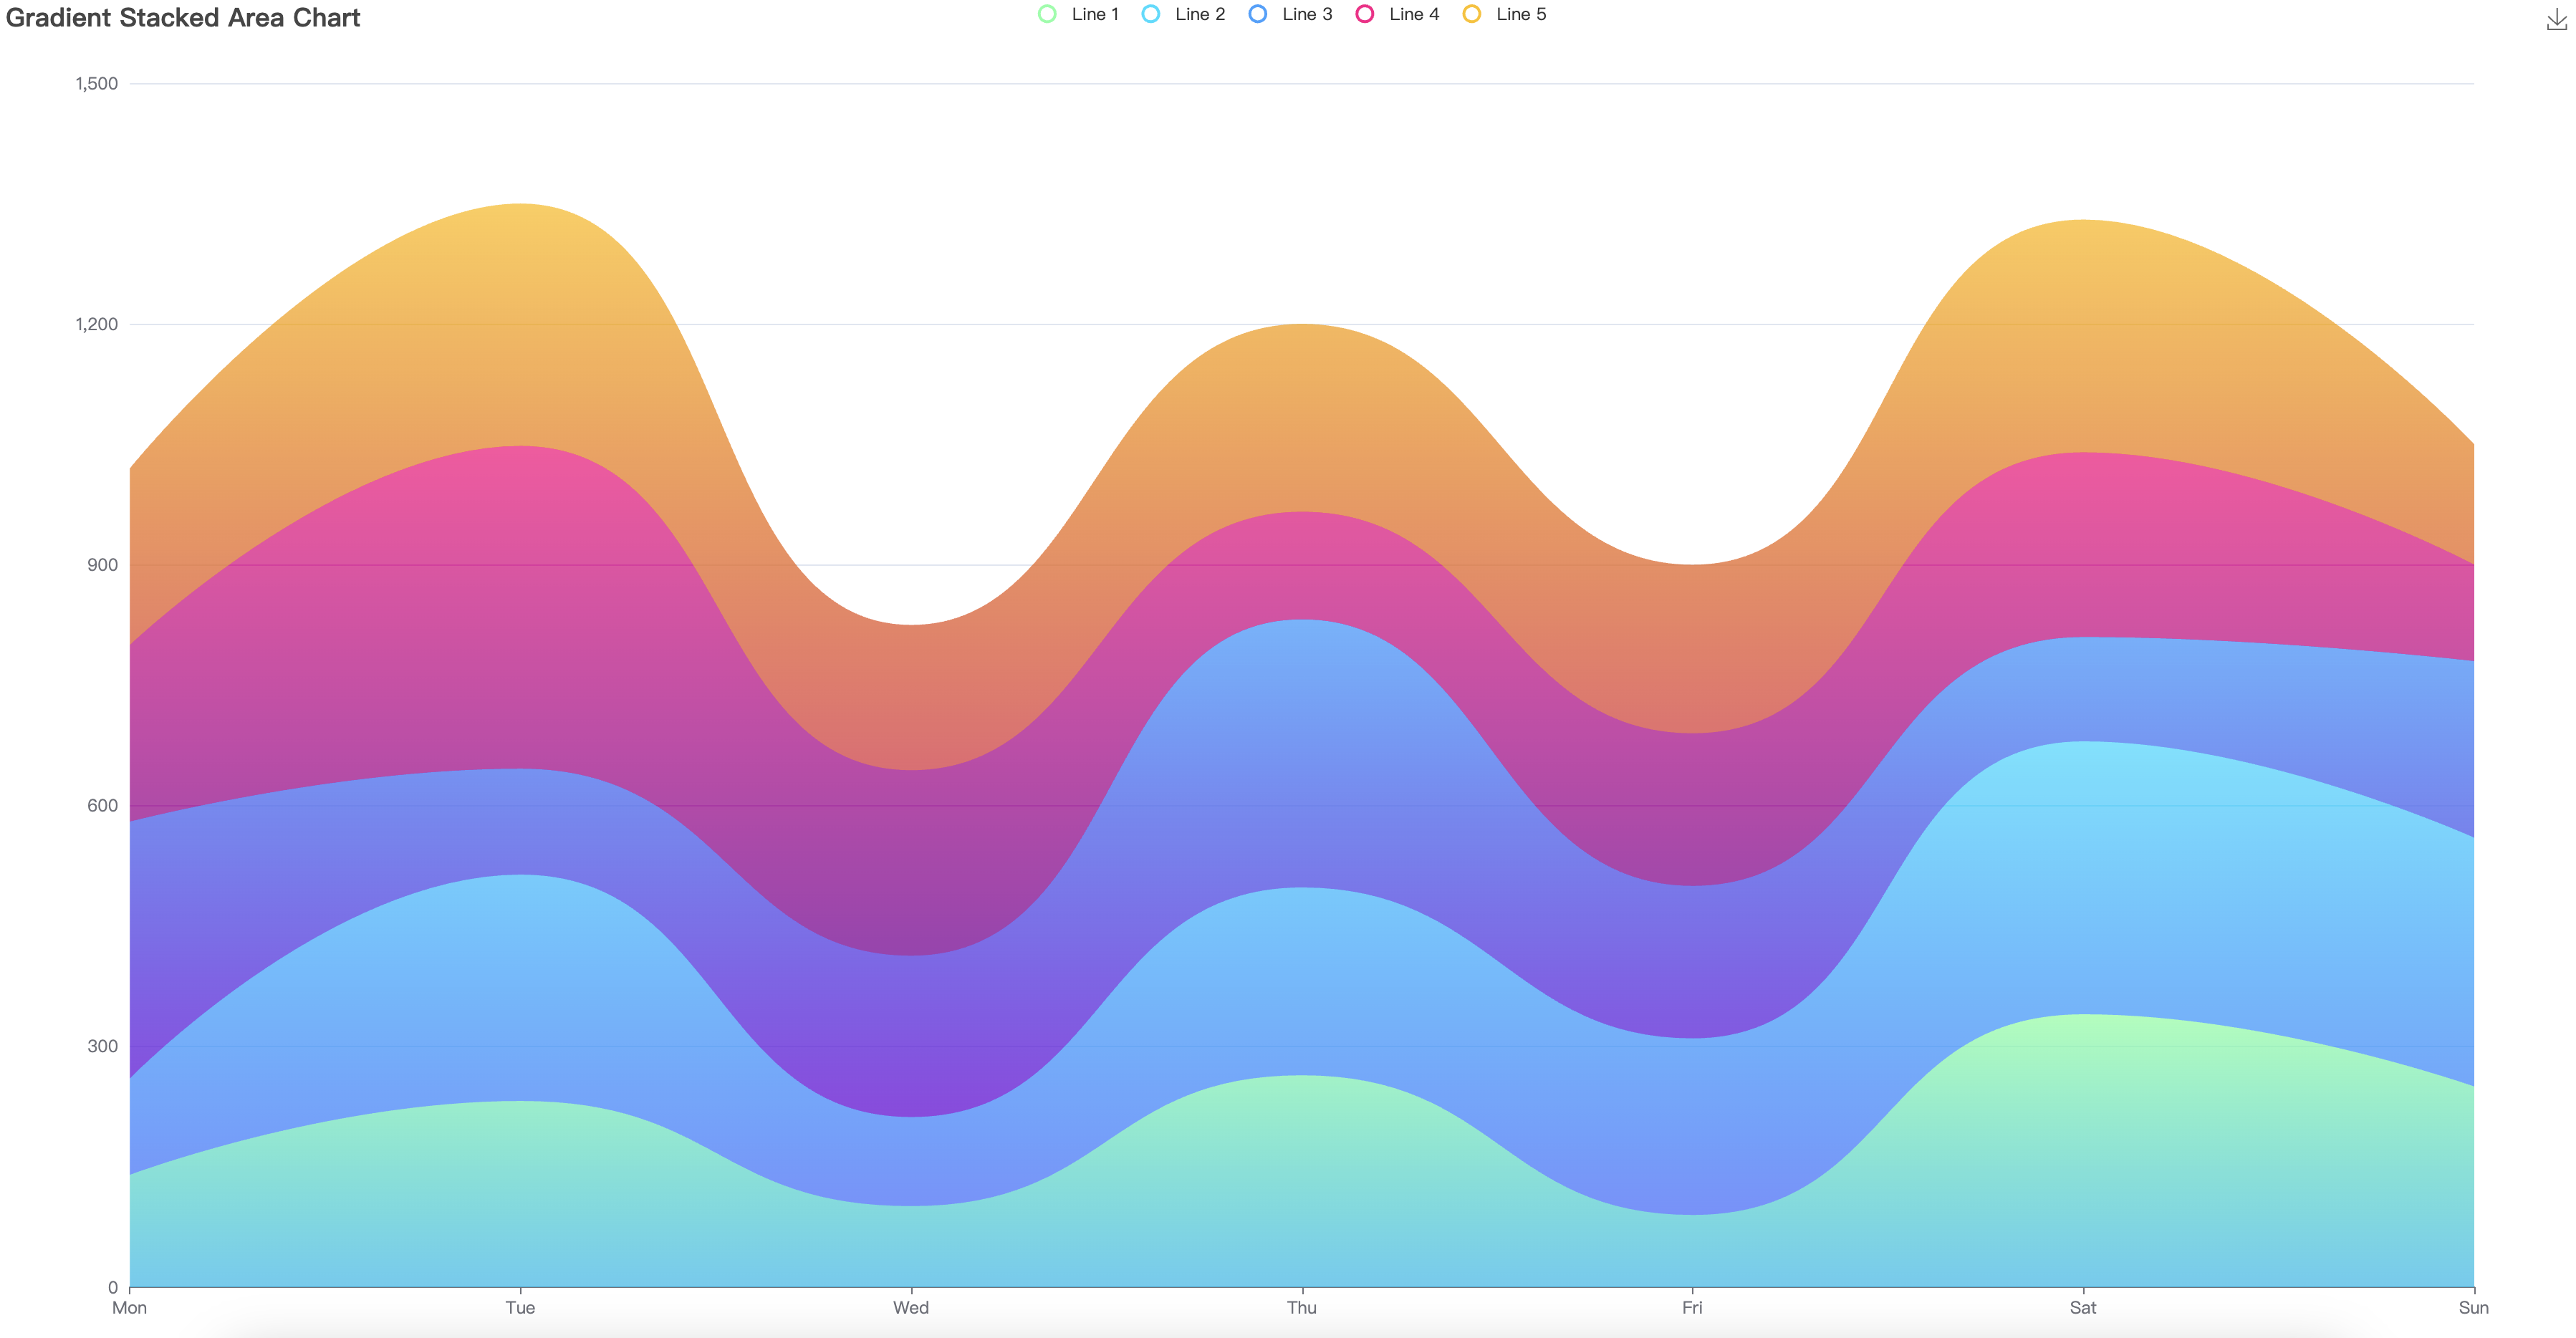 Gradient Stacked Area Chart
Line 1 Line 2 Line 3 Line 4 Line 5
1,500
1,200
900
600
300
0
Mon Tue Wed Thu Fri Sat Sun